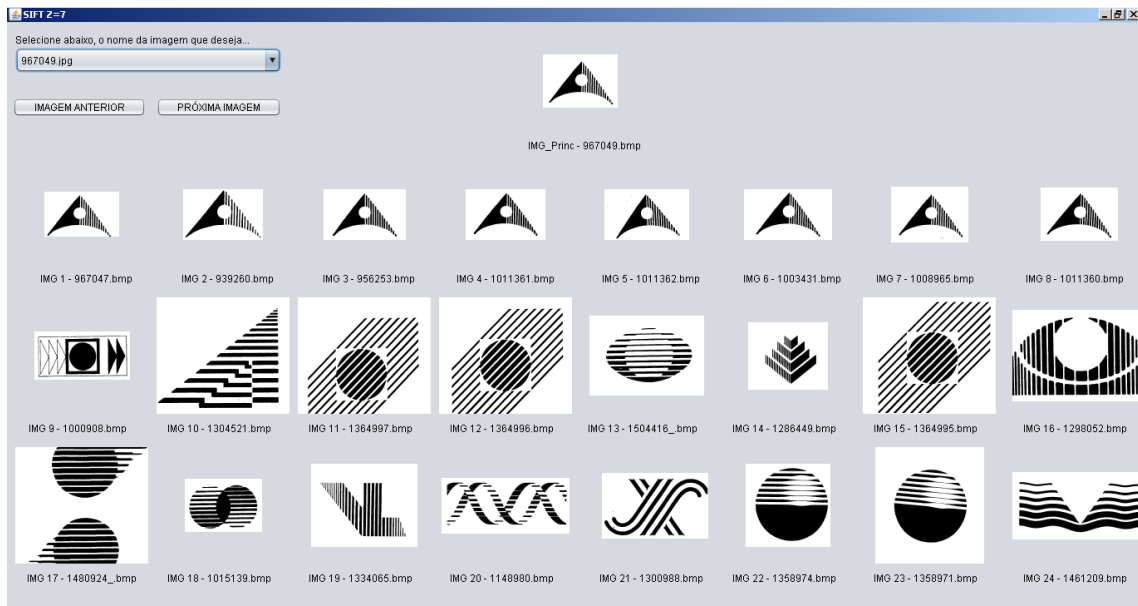 SIFT Z=7
Selecione abaixo, o nome da imagem que deseja...
967049.jpg
IMAGEM ANTERIOR PRÓXIMA IMAGEM
IMG_Princ - 967049.bmp
IMG 1 - 967047.bmp IMG 2 - 939260.bmp IMG 3 - 956253.bmp IMG 4 - 1011361.bmp IMG 5 - 1011362.bmp IMG 6 - 1003431.bmp IMG 7 - 1008965.bmp IMG 8 - 1011360.bmp
IMG 9 - 1000908.bmp IMG 10 - 1304521.bmp IMG 11 - 1364997.bmp IMG 12 - 1364996.bmp IMG 13 - 1504416_.bmp IMG 14 - 1286449.bmp IMG 15 - 1364995.bmp IMG 16 - 1298052.bmp
IMG 17 - 1480924_.bmp IMG 18 - 1015139.bmp IMG 19 - 1334065.bmp IMG 20 - 1148980.bmp IMG 21 - 1300988.bmp IMG 22 - 1358974.bmp IMG 23 - 1358971.bmp IMG 24 - 1461209.bmp